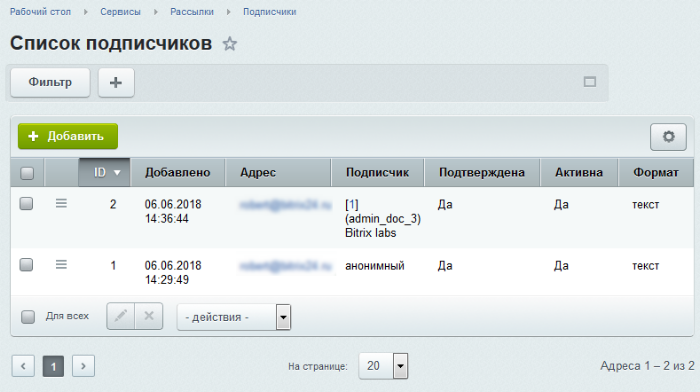 Рабочий стол Сервисы Рассылки Подписчики
Список подписчиков
Фильтр
Добавить
ID Добавлено Адрес Подписчик Подтверждена Активна Формат
2 06.06.2018 14:36:44 [1] (admin_doc_3) Bitrix labs Да Да текст
1 06.06.2018 14:29:49 анонимный Да Да текст
Для всех - действия -
1 На странице: 20 Адреса 1 – 2 из 2